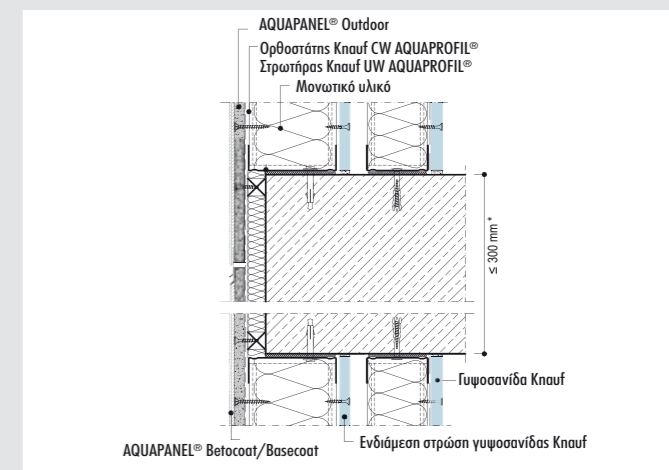 AQUAPANEL® Outdoor
Ορθοστάτης Knauf CW AQUAPROFIL®
Στρωτήρας Knauf UW AQUAPROFIL®
Μονωτικό υλικό
≤ 300 mm *
Γυψοσανίδα Knauf
Ενδιάμεση στρώση γυψοσανίδας Knauf
AQUAPANEL® Betocoat/Basecoat